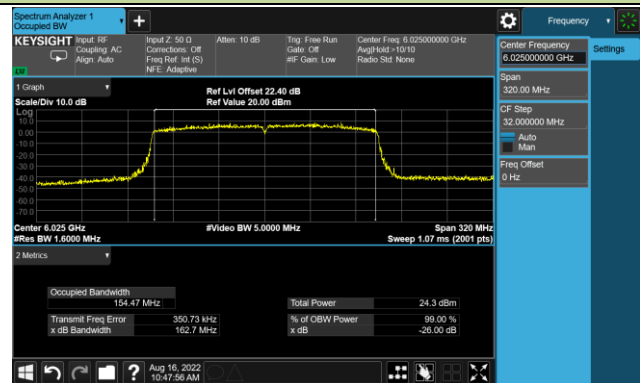 Spectrum Analyzer 1
Occupied BW
Frequency
KEYSIGHT
Input: RF
Coupling: AC
Align: Auto
Input Z: 50 Ω
Corrections: Off
Freq Ref: Int (S)
NFE: Adaptive
Atten: 10 dB
Trig: Free Run
Gate: Off
#IF Gain: Low
Center Freq: 6.025000000 GHz
Avg|Hold:>10/10
Radio Std: None
Center Frequency
6.025000000 GHz
Settings
Span
320.00 MHz
CF Step
32.000000 MHz
Auto
Man
Freq Offset
0 Hz
1 Graph
Scale/Div 10.0 dB
Ref Lvl Offset 22.40 dB
Ref Value 20.00 dBm
Log
10.0
0.00
-10.0
-20.0
-30.0
-40.0
-50.0
-60.0
-70.0
Center 6.025 GHz
#Res BW 1.6000 MHz
#Video BW 5.0000 MHz
Span 320 MHz
Sweep 1.07 ms (2001 pts)
2 Metrics
Occupied Bandwidth
154.47 MHz
Total Power 24.3 dBm
Transmit Freq Error 350.73 kHz
% of OBW Power 99.00 %
x dB Bandwidth 162.7 MHz
x dB -26.00 dB
Aug 16, 2022
10:47:56 AM